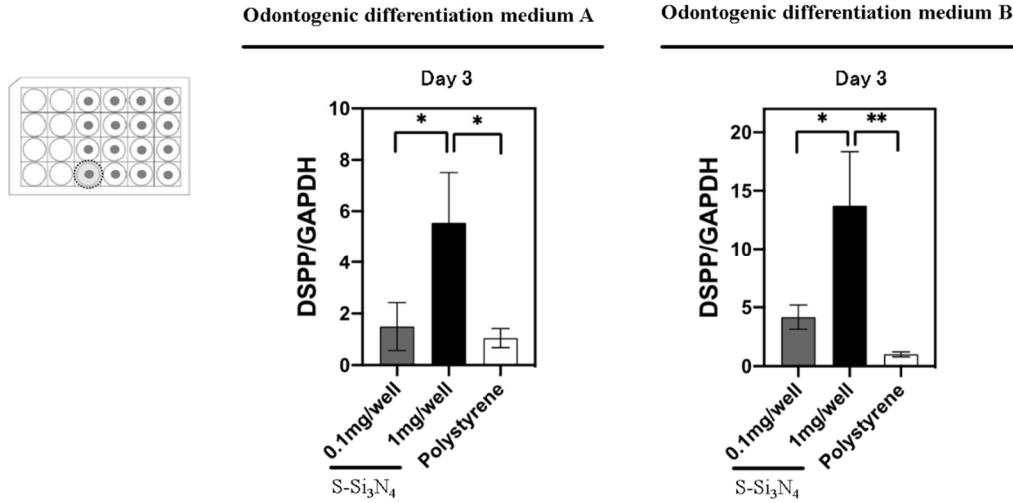 Odontogenic differentiation medium A
Day 3
DSPP/GAPDH
10
8
6
4
2
0
*
*
0.1mg/well
1mg/well
Polystyrene
S-Si₃N₄
Odontogenic differentiation medium B
Day 3
DSPP/GAPDH
20
15
10
5
0
*
**
0.1mg/well
1mg/well
Polystyrene
S-Si₃N₄